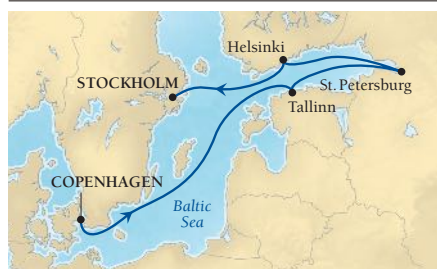 Helsinki
STOCKHOLM
St. Petersburg
Tallinn
COPENHAGEN
Baltic
Sea